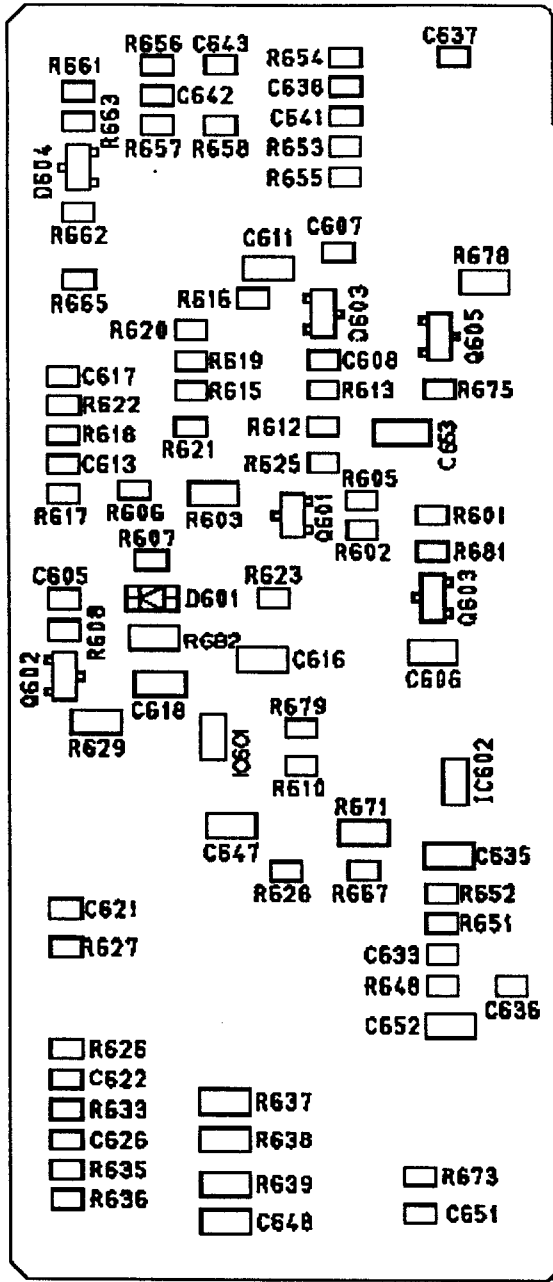 R656 C643 R654 C637
R661 C642 C638
R663 C641
R657 R658 R653
D604 R655
R662
C611 C607 R678
R665 R616 D603 Q605
R620
R619 C608
C617 R615 R613 R675
R622
R618 R621 R612 C653
C613 R625
R617 R606 R603 Q601 R605 R601
R607 R602 R681
C605 D601 R623 Q603
R608 R682
Q602 C616 C606
C618
R629 IC601 R679
R610 IC602
C647 R671
C635
R628 R667 R652
C621 R651
R627 C633
R648 C636
C652
R626
C622
R633 R637
C626 R638
R635 R639 R673
R636 C648 C651